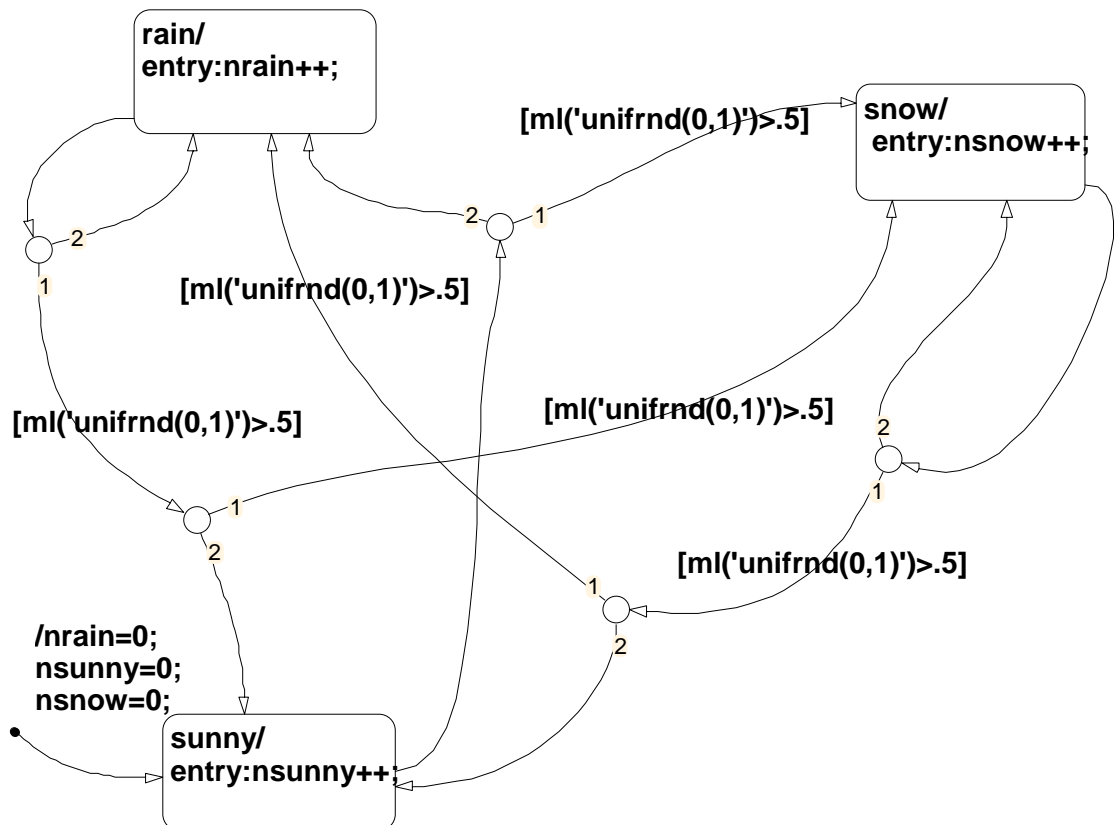 rain/
entry:nrain++;
[ml('unifrnd(0,1)')>.5]
snow/
entry:nsnow++;
2
1
2
1
[ml('unifrnd(0,1)')>.5]
[ml('unifrnd(0,1)')>.5]
[ml('unifrnd(0,1)')>.5]
2
1
1
2
[ml('unifrnd(0,1)')>.5]
1
2
/nrain=0;
nsunny=0;
nsnow=0;
sunny/
entry:nsunny++;